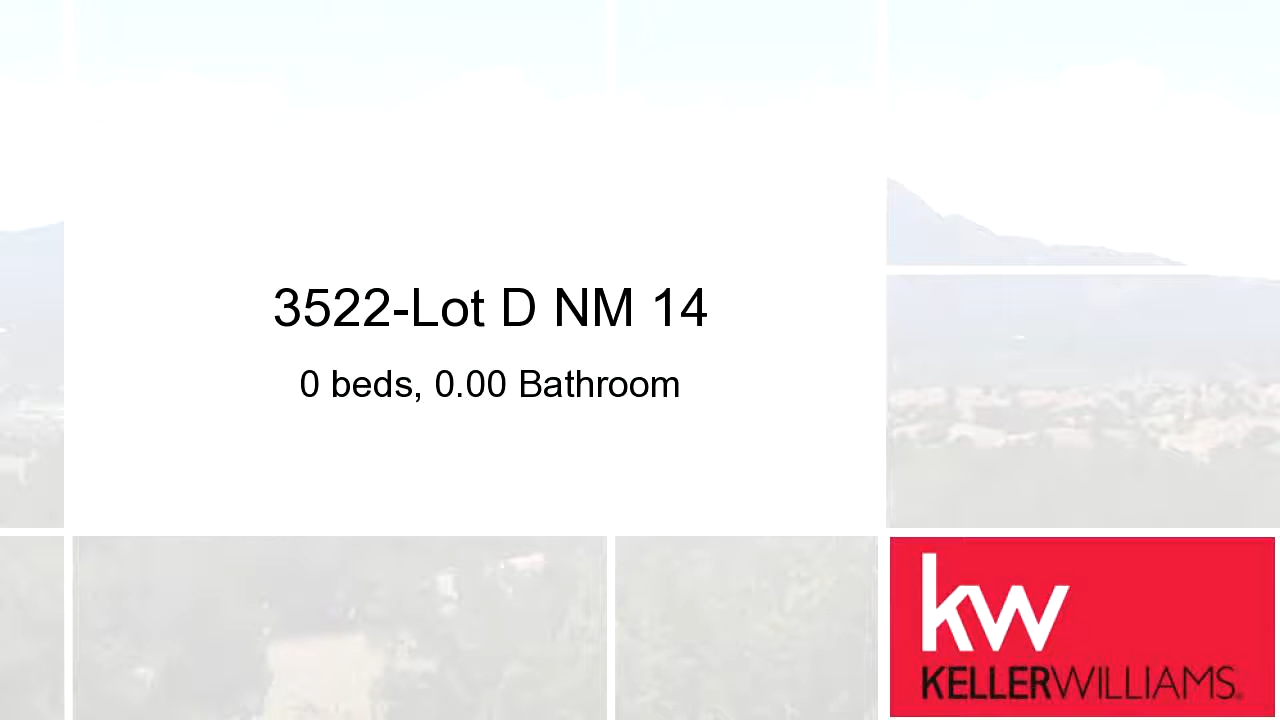 3522-Lot D NM 14
0 beds, 0.00 Bathroom
kw
KELLERWILLIAMS.